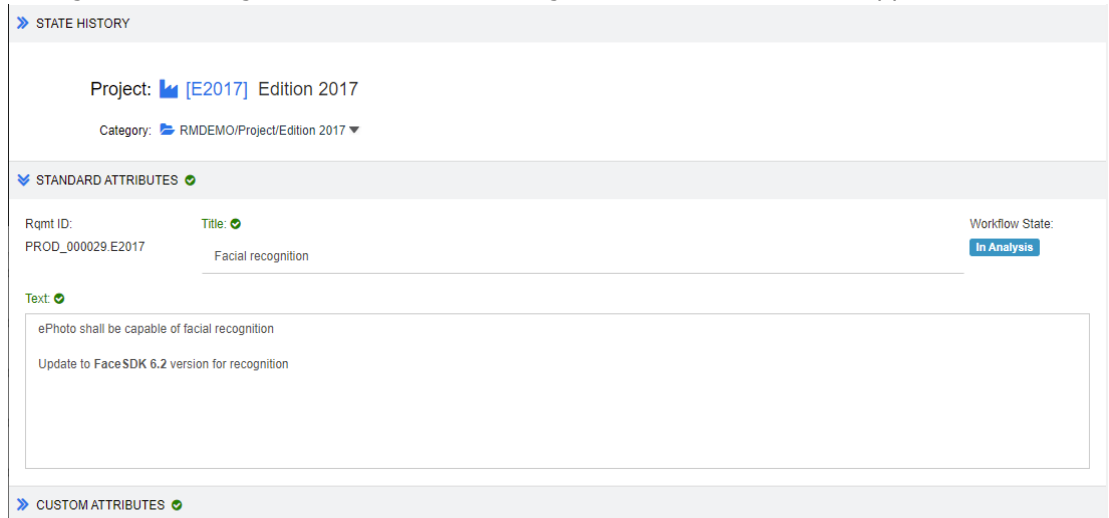 STATE HISTORY
Project: [E2017] Edition 2017
Category: RMDEMO/Project/Edition 2017
STANDARD ATTRIBUTES
Rqmt ID: Title: Workflow State:
PROD_000029.E2017 Facial recognition In Analysis
Text:
ePhoto shall be capable of facial recognition
Update to FaceSDK 6.2 version for recognition
CUSTOM ATTRIBUTES